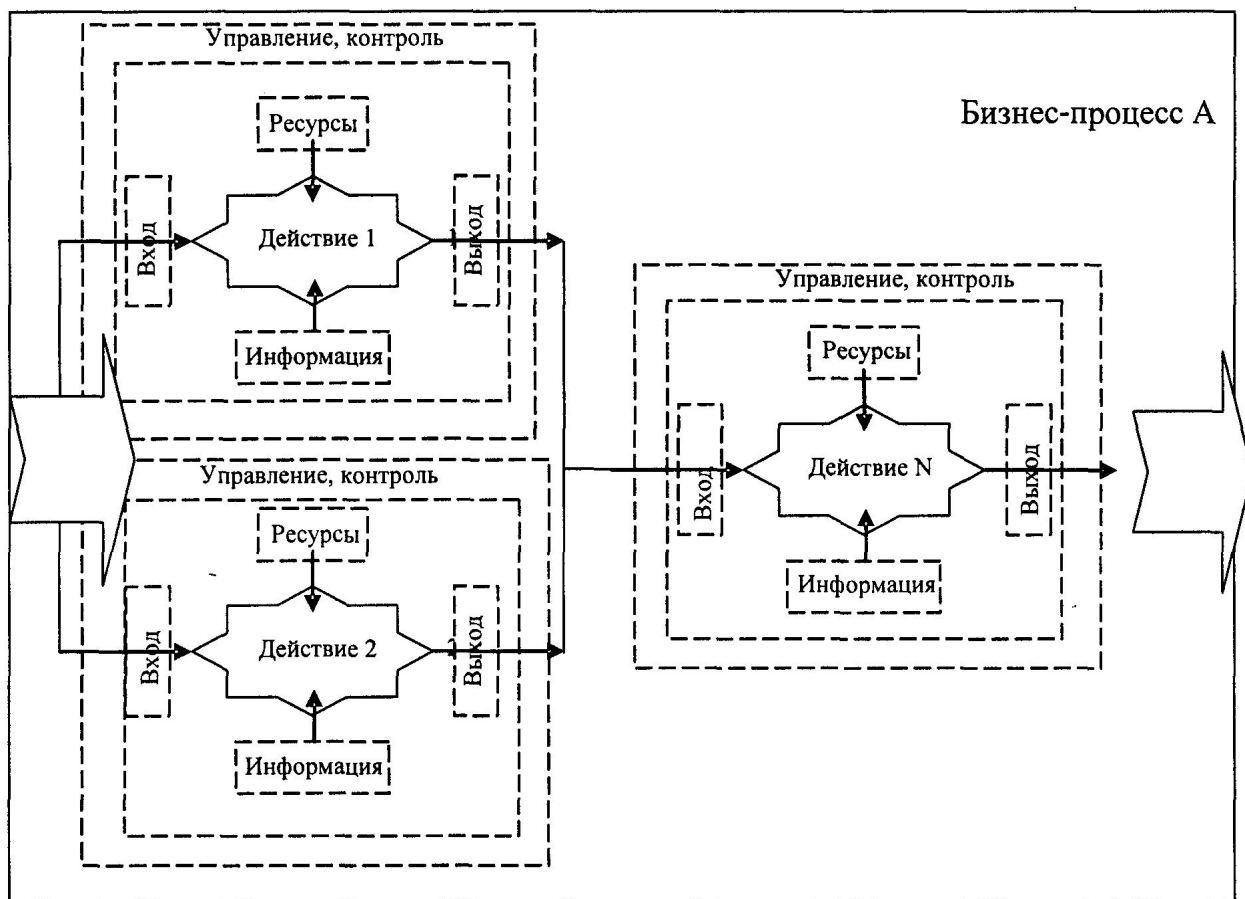 Управление, контроль
Ресурсы
Бизнес-процесс А
Вход
Действие 1
Выход
Информация
Управление, контроль
Ресурсы
Вход
Действие N
Выход
Информация
Управление, контроль
Ресурсы
Вход
Действие 2
Выход
Информация